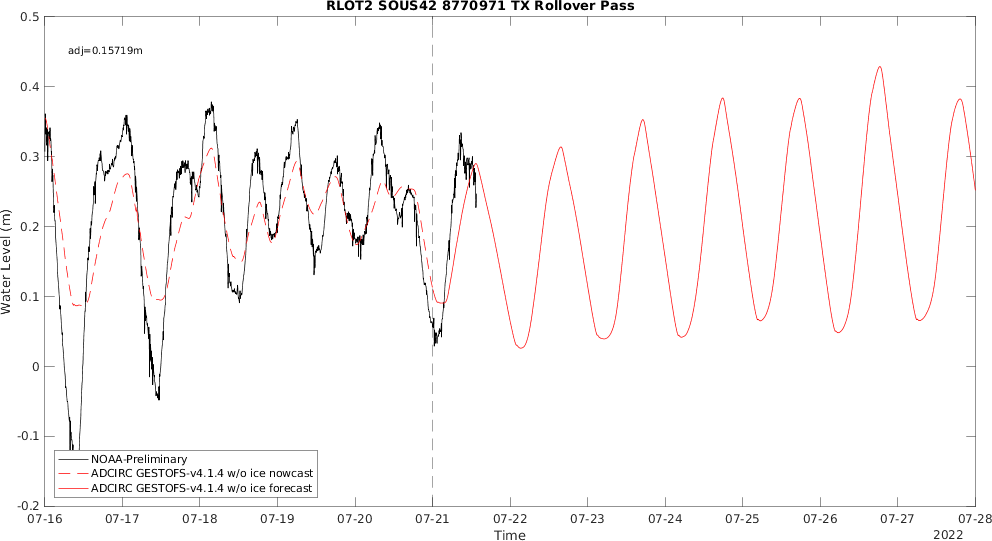 RLOT2 SOUS42 8770971 TX Rollover Pass
0.5
adj=0.15719m
0.4
0.3
0.2
0.1
0
-0.1
-0.2
Water Level (m)
NOAA-Preliminary
ADCIRC GESTOFS-v4.1.4 w/o ice nowcast
ADCIRC GESTOFS-v4.1.4 w/o ice forecast
07-16 07-17 07-18 07-19 07-20 07-21 07-22 07-23 07-24 07-25 07-26 07-27 07-28
Time
2022